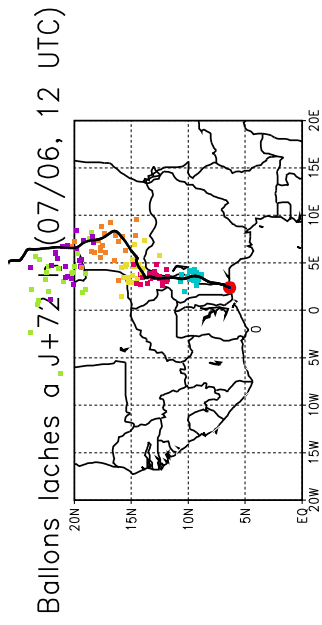 Ballons laches a J+72 (07/06, 12 UTC)
20N
15N
10N
5N
EQ
20W
15W
10W
5W
0
5E
10E
15E
20E
0